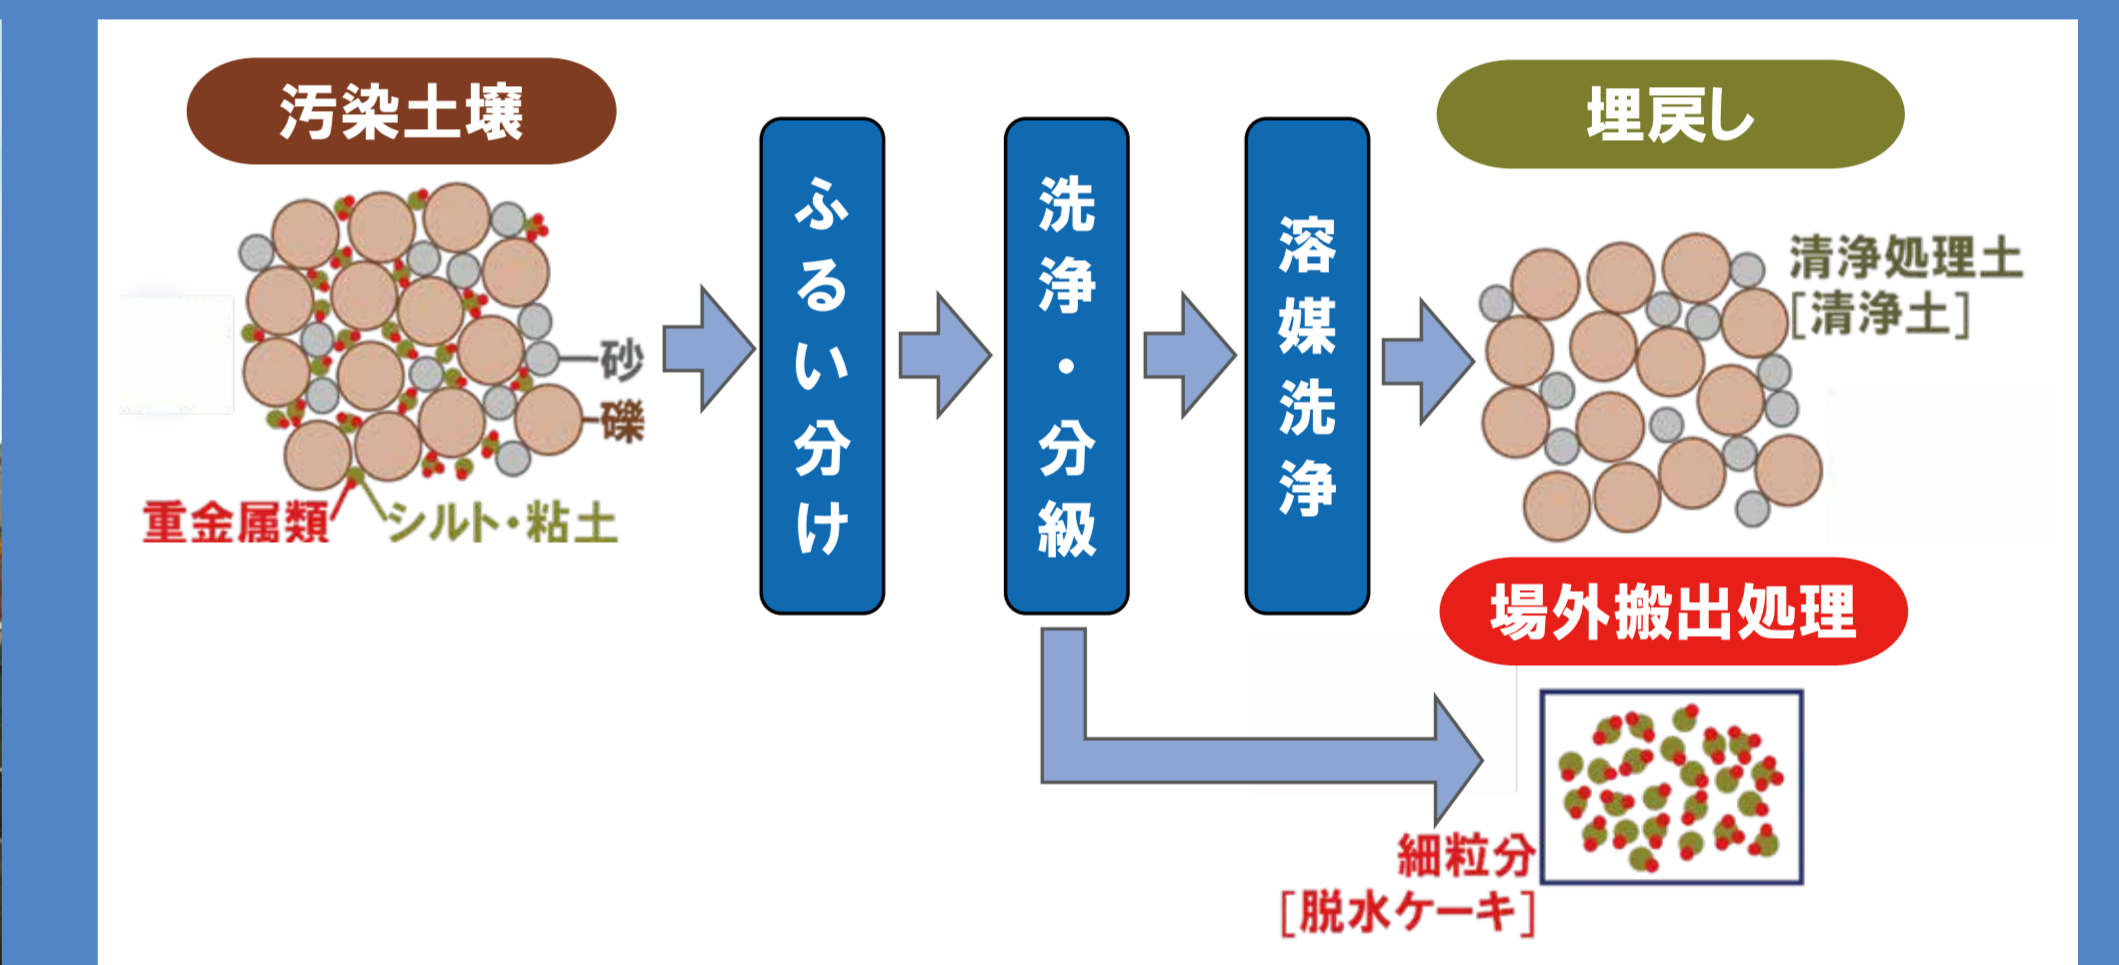 汚染土壌
砂
礫
重金属類
シルト・粘土
ふるい分け
洗浄・分級
溶媒洗浄
埋戻し
清浄処理土
[清浄土]
場外搬出処理
細粒分
[脱水ケーキ]